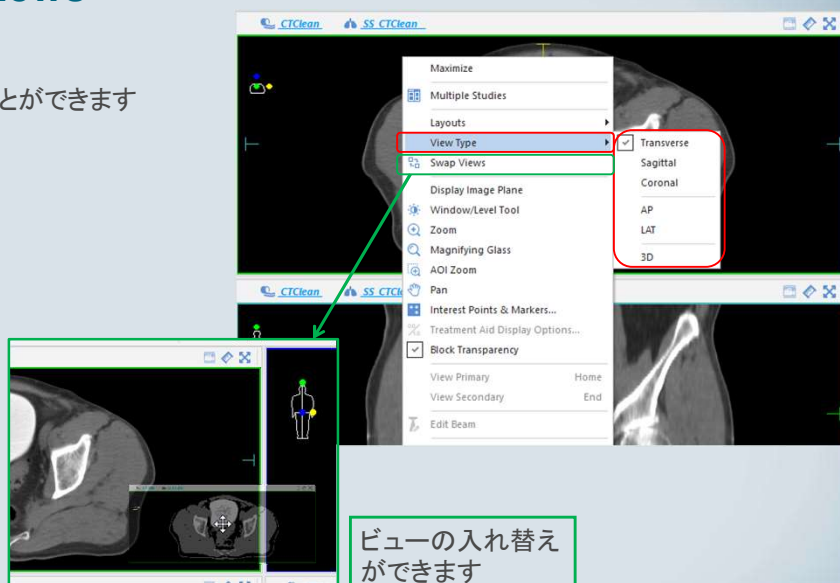 とができます
CTClean SS_CTClean
Maximize
Multiple Studies
Layouts
View Type
Swap Views
Display Image Plane
Window/Level Tool
Zoom
Magnifying Glass
AOI Zoom
Pan
Interest Points & Markers...
Treatment Aid Display Options...
Block Transparency
View Primary Home
View Secondary End
Edit Beam
Transverse
Sagittal
Coronal
AP
LAT
3D
CTClean SS_CTCl
ビューの入れ替え
ができます